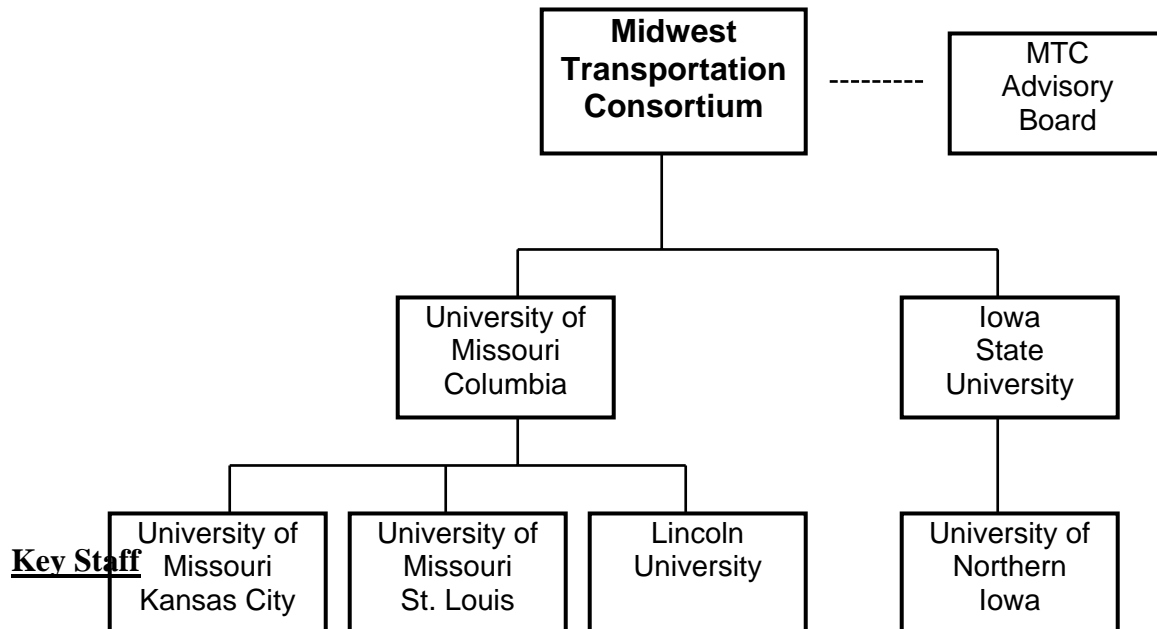 Midwest
Transportation
Consortium
MTC
Advisory
Board
University of
Missouri
Columbia
Iowa
State
University
University of
Missouri
Kansas City
University of
Missouri
St. Louis
Lincoln
University
University of
Northern
Iowa
Key Staff